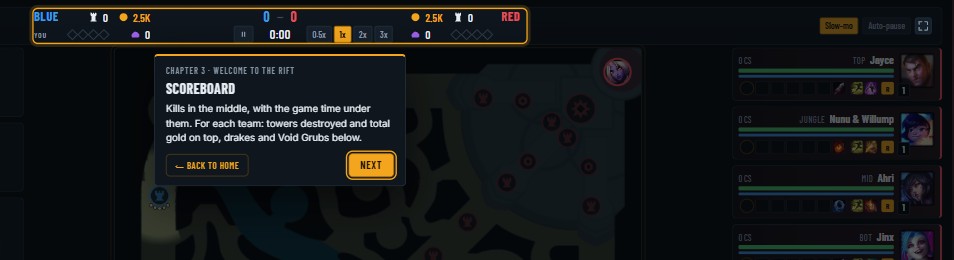 BLUE 0 2.5K 0 – 0 2.5K 0 RED
YOU 0 0:00 0.5x 1x 2x 3x 0
Slow-mo Auto-pause
CHAPTER 3 · WELCOME TO THE RIFT
SCOREBOARD
Kills in the middle, with the game time under
them. For each team: towers destroyed and total
gold on top, drakes and Void Grubs below.
← BACK TO HOME
NEXT
0 CS TOP Jayce
R 1
0 CS JUNGLE Nunu & Willump
R 1
0 CS MID Ahri
R 1
0 CS BOT Jinx